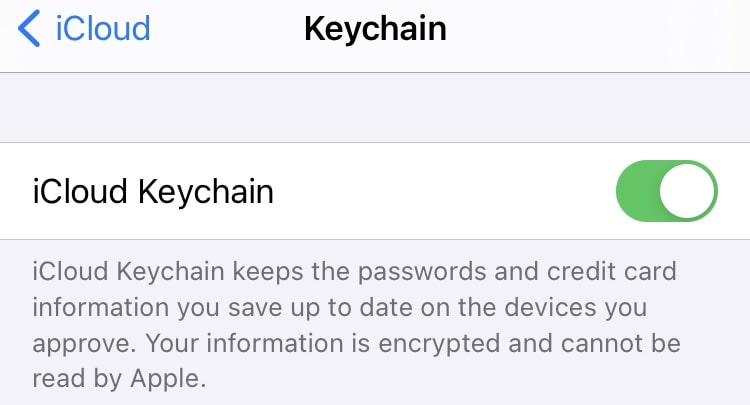 iCloud
Keychain
iCloud Keychain
iCloud Keychain keeps the passwords and credit card
information you save up to date on the devices you
approve. Your information is encrypted and cannot be
read by Apple.